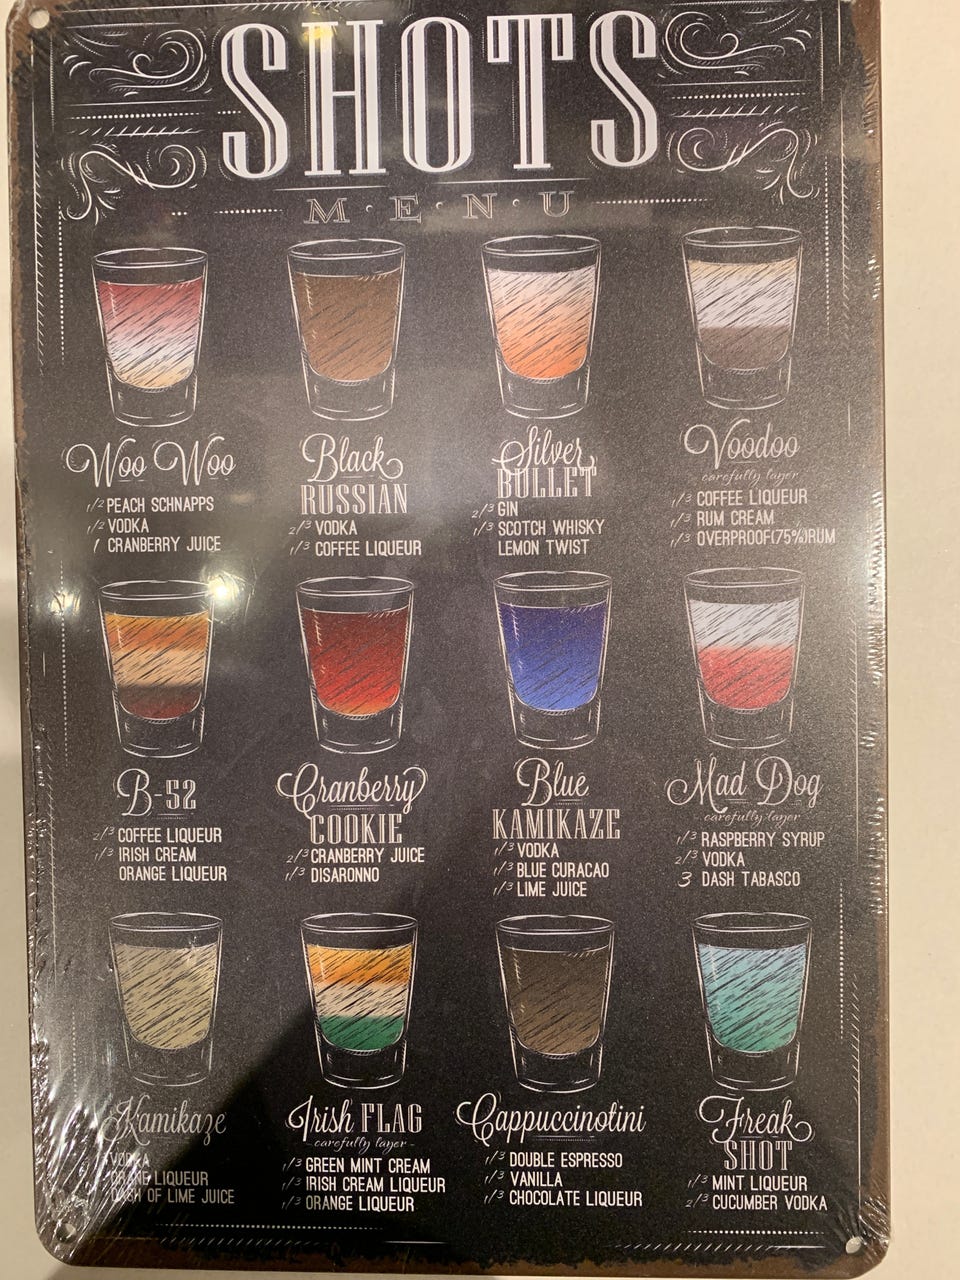 SHOTS
M·E·N·U
Woo Woo
1/2 PEACH SCHNAPPS
1/2 VODKA
1 CRANBERRY JUICE
Black
RUSSIAN
2/3 VODKA
1/3 COFFEE LIQUEUR
Silver
BULLET
2/3 GIN
1/3 SCOTCH WHISKY
LEMON TWIST
Voodoo
carefully layer
1/3 COFFEE LIQUEUR
1/3 RUM CREAM
1/3 OVERPROOF(75%)RUM
B-52
2/3 COFFEE LIQUEUR
1/3 IRISH CREAM
ORANGE LIQUEUR
Cranberry
COOKIE
2/3 CRANBERRY JUICE
1/3 DISARONNO
Blue
KAMIKAZE
1/3 VODKA
1/3 BLUE CURACAO
1/3 LIME JUICE
Mad Dog
carefully layer
1/3 RASPBERRY SYRUP
2/3 VODKA
3 DASH TABASCO
Kamikaze
VODKA
LIQUEUR
DASH OF LIME JUICE
Irish FLAG
- carefully layer -
1/3 GREEN MINT CREAM
1/3 IRISH CREAM LIQUEUR
1/3 ORANGE LIQUEUR
Cappuccinotini
1/3 DOUBLE ESPRESSO
1/3 VANILLA
1/3 CHOCOLATE LIQUEUR
Freak
SHOT
1/3 MINT LIQUEUR
2/3 CUCUMBER VODKA